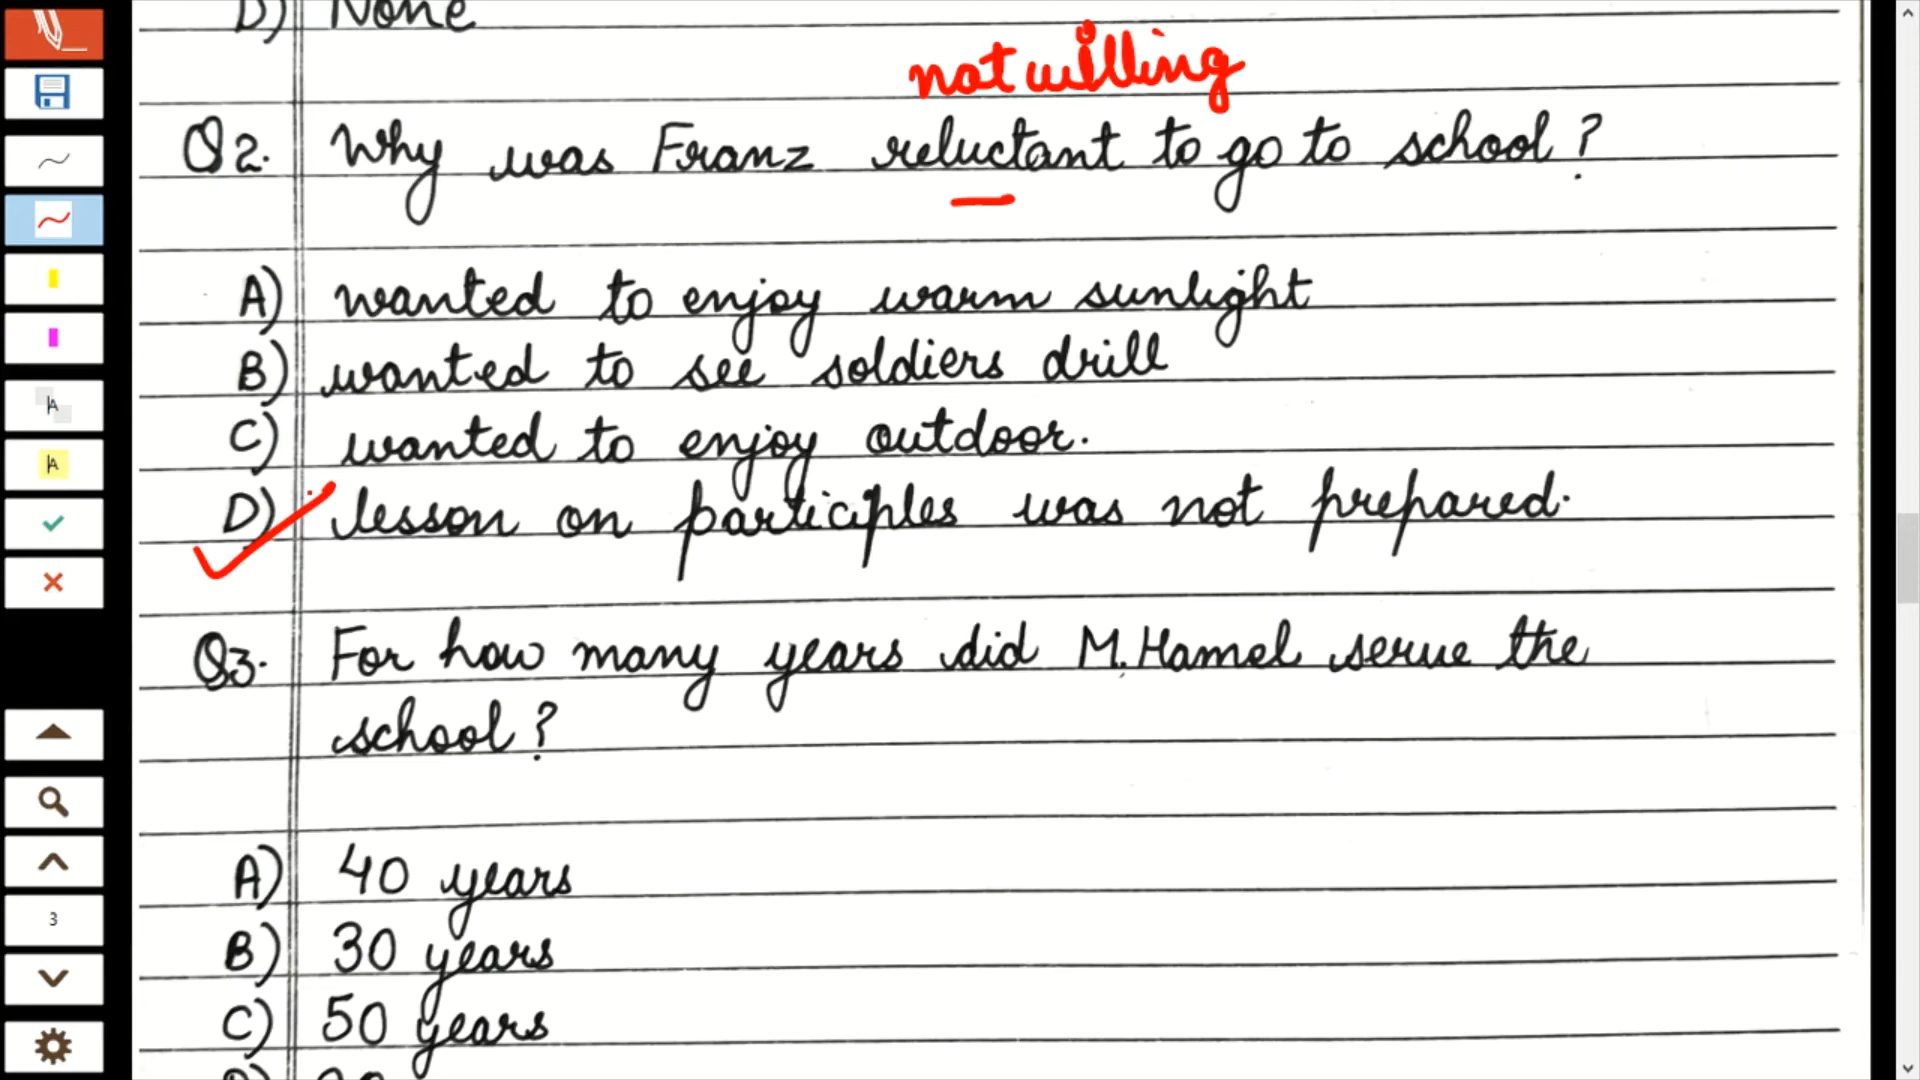 D) None
not willing
Q2. Why was Franz reluctant to go to school?
A) wanted to enjoy warm sunlight
B) wanted to see soldiers drill
C) wanted to enjoy outdoor.
D) lesson on participles was not prepared.
Q3. For how many years did M. Hamel serve the
school?
A) 40 years
B) 30 years
3
C) 50 years